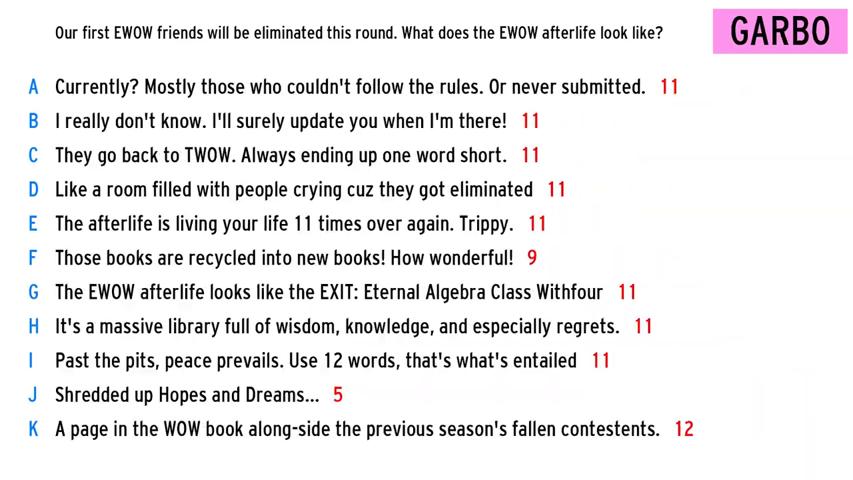 Our first EWOW friends will be eliminated this round. What does the EWOW afterlife look like?
GARBO
A Currently? Mostly those who couldn't follow the rules. Or never submitted. 11
B I really don't know. I'll surely update you when I'm there! 11
C They go back to TWOW. Always ending up one word short. 11
D Like a room filled with people crying cuz they got eliminated 11
E The afterlife is living your life 11 times over again. Trippy. 11
F Those books are recycled into new books! How wonderful! 9
G The EWOW afterlife looks like the EXIT: Eternal Algebra Class Withfour 11
H It's a massive library full of wisdom, knowledge, and especially regrets. 11
I Past the pits, peace prevails. Use 12 words, that's what's entailed 11
J Shredded up Hopes and Dreams... 5
K A page in the WOW book along-side the previous season's fallen contestents. 12